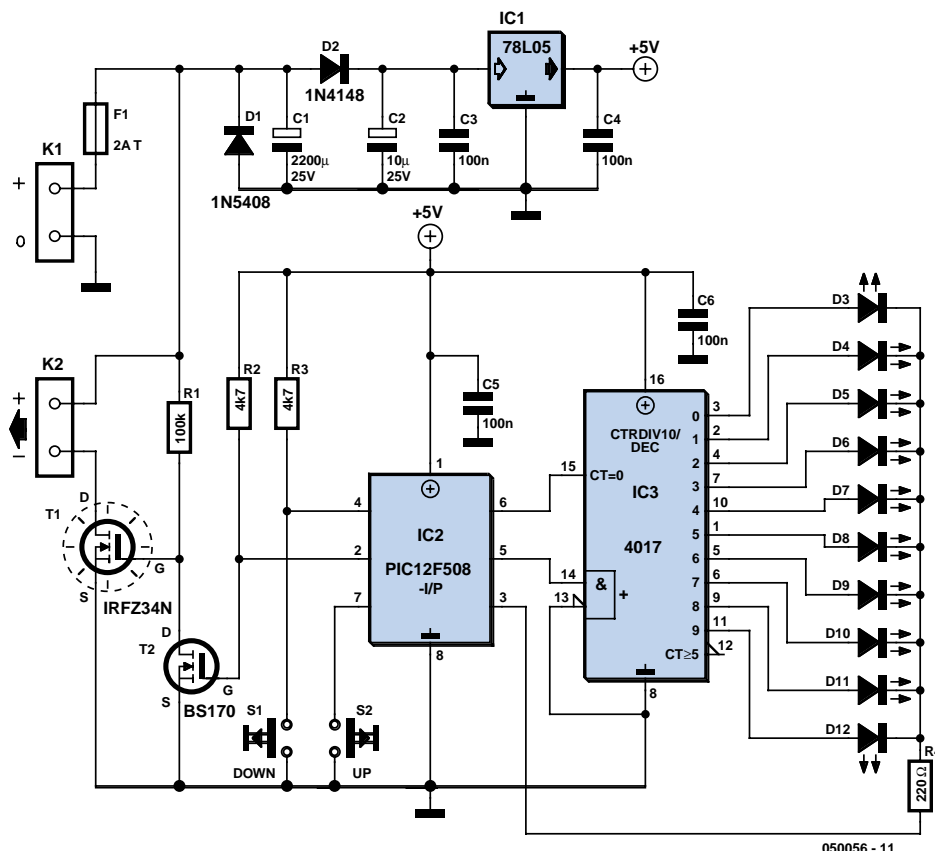 IC1
78L05
+5V
D2
1N4148
F1
2A T
K1
+
0
D1
1N5408
C1
2200µ
25V
C2
10µ
25V
C3
100n
C4
100n
+5V
K2
+
−
R1
100k
R2
4k7
R3
4k7
C5
100n
C6
100n
D
T1
G
S
IRFZ34N
D
T2
G
S
BS170
1
4
2
7
6
5
3
8
IC2
PIC12F508
-I/P
S1
DOWN
S2
UP
16
CTRDIV10/
DEC
15
CT=0
IC3
4017
14
13
&
+
0
1
2
3
4
5
6
7
8
9
CT≥5
3
2
4
7
10
1
5
6
9
11
12
8
D3
D4
D5
D6
D7
D8
D9
D10
D11
D12
220Ω
050056 - 11